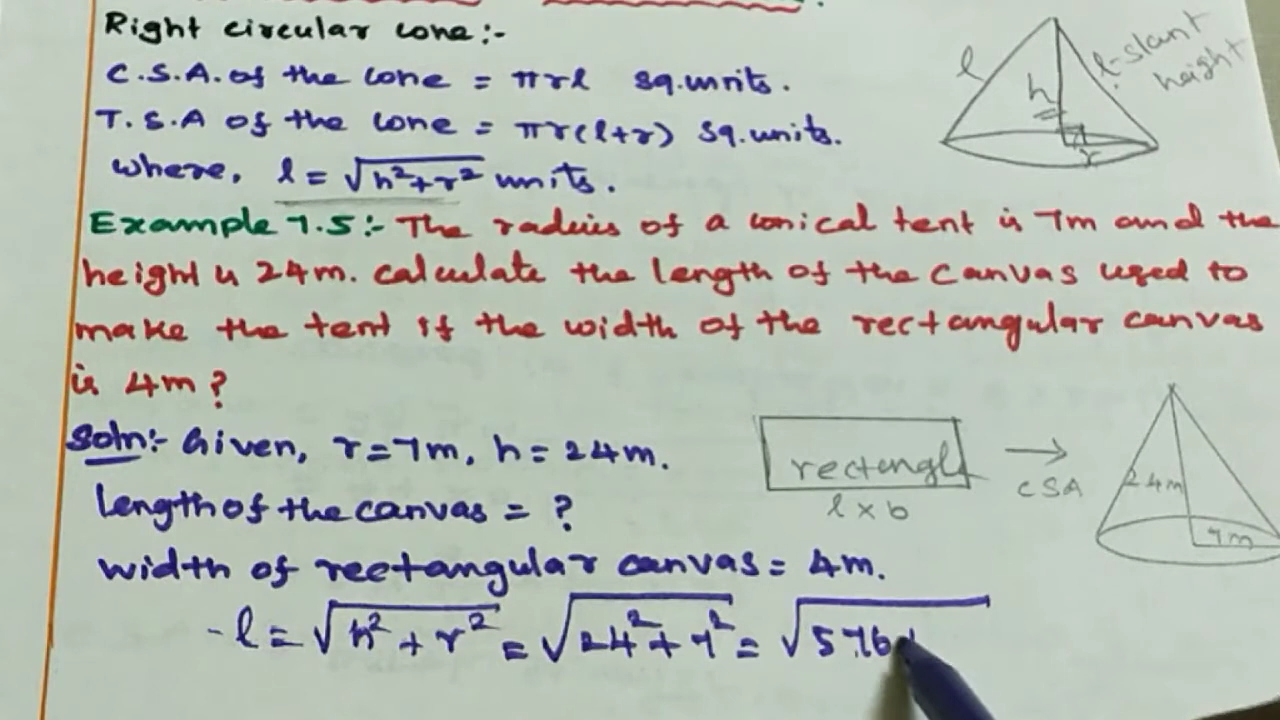 Right circular cone:-
C.S.A. of the cone = πrl sq.units.
T.S.A of the cone = πr(l+r) sq.units.
where, l = √h²+r² units.
l
h
r
l-slant
height
Example 7.5:- The radius of a conical tent is 7m and the
height is 24m. calculate the length of the canvas used to
make the tent if the width of the rectangular canvas
is 4m?
Soln:- Given, r=7m, h=24m.
length of the canvas = ?
width of rectangular canvas = 4m.
rectangle
l x b
→
CSA
24m
7m
- l = √h²+r² = √24²+7² = √576